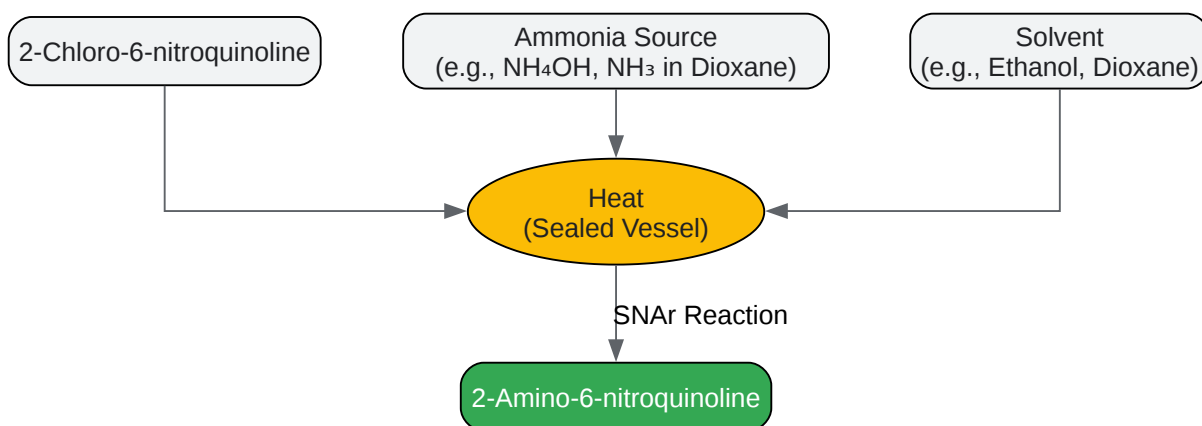 2-Chloro-6-nitroquinoline
Ammonia Source
(e.g., NH₄OH, NH₃ in Dioxane)
Solvent
(e.g., Ethanol, Dioxane)
Heat
(Sealed Vessel)
SNAr Reaction
2-Amino-6-nitroquinoline